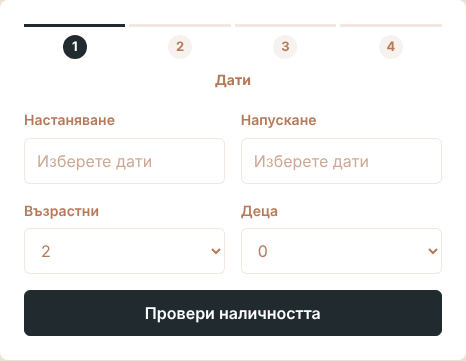 1 2 3 4
Дати
Настаняване Напускане
Изберете дати Изберете дати
Възрастни Деца
2 0
Провери наличността